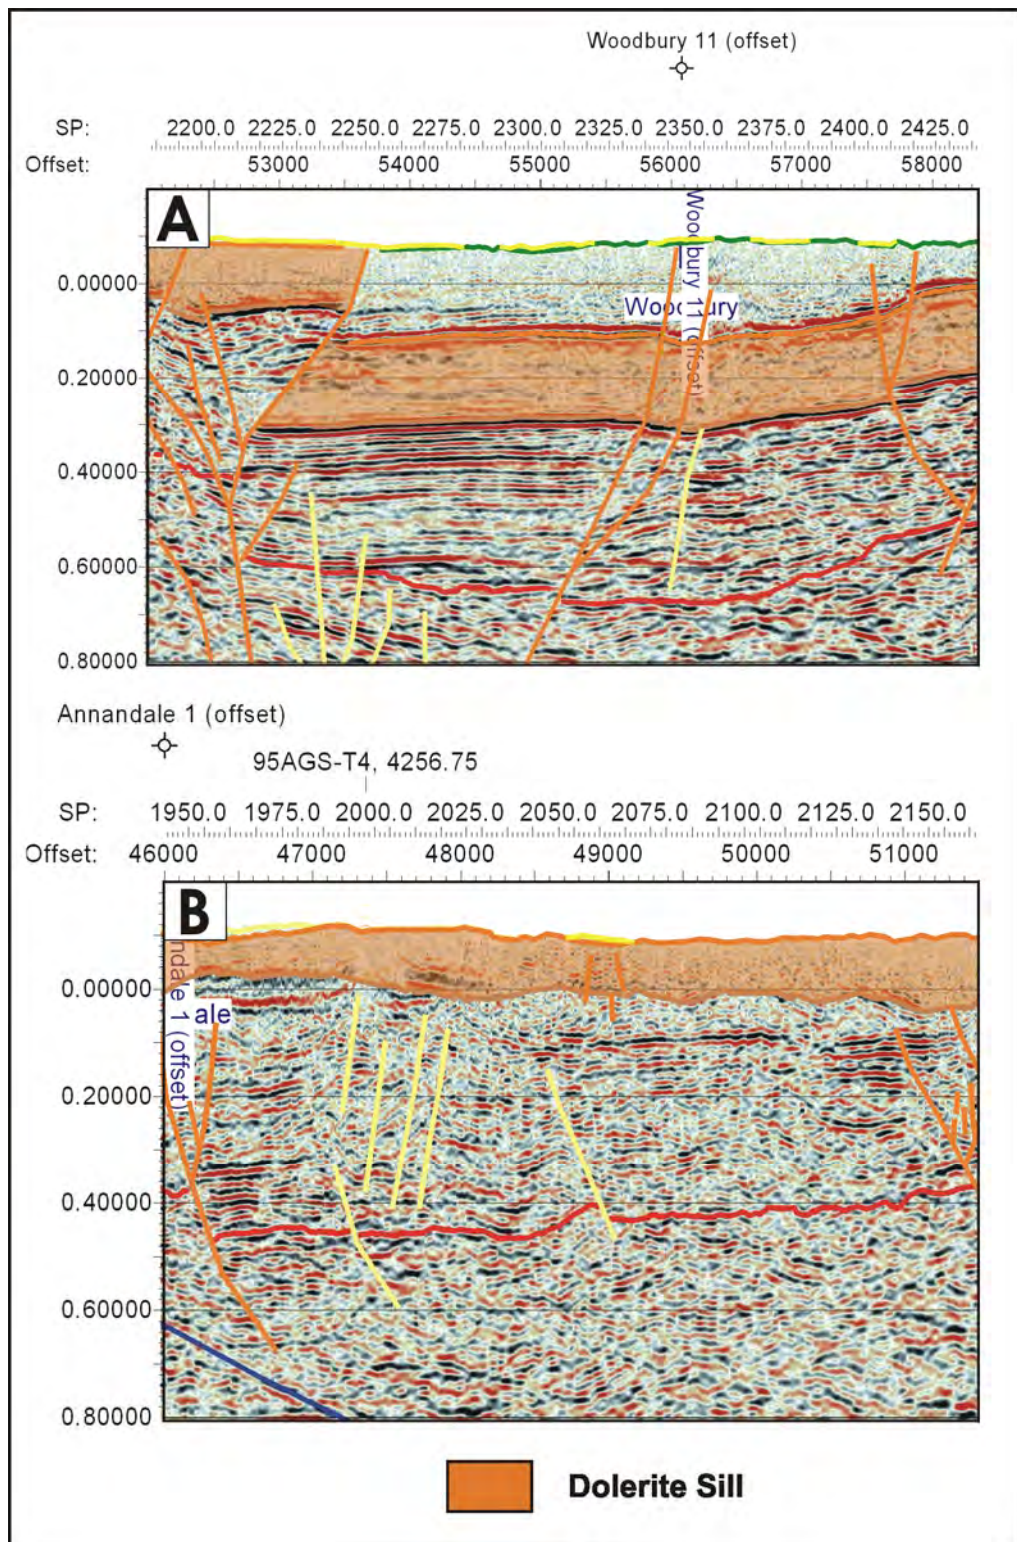 Woodbury 11 (offset)
SP: 2200.0 2225.0 2250.0 2275.0 2300.0 2325.0 2350.0 2375.0 2400.0 2425.0
Offset: 53000 54000 55000 56000 57000 58000
A
Woodbury 11 (offset)
0.00000
Woodbury
0.20000
0.40000
0.60000
0.80000
Annandale 1 (offset)
95AGS-T4, 4256.75
SP: 1950.0 1975.0 2000.0 2025.0 2050.0 2075.0 2100.0 2125.0 2150.0
Offset: 46000 47000 48000 49000 50000 51000
B
ndale 1 (offset)
0.00000
ale
0.20000
0.40000
0.60000
0.80000
Dolerite Sill